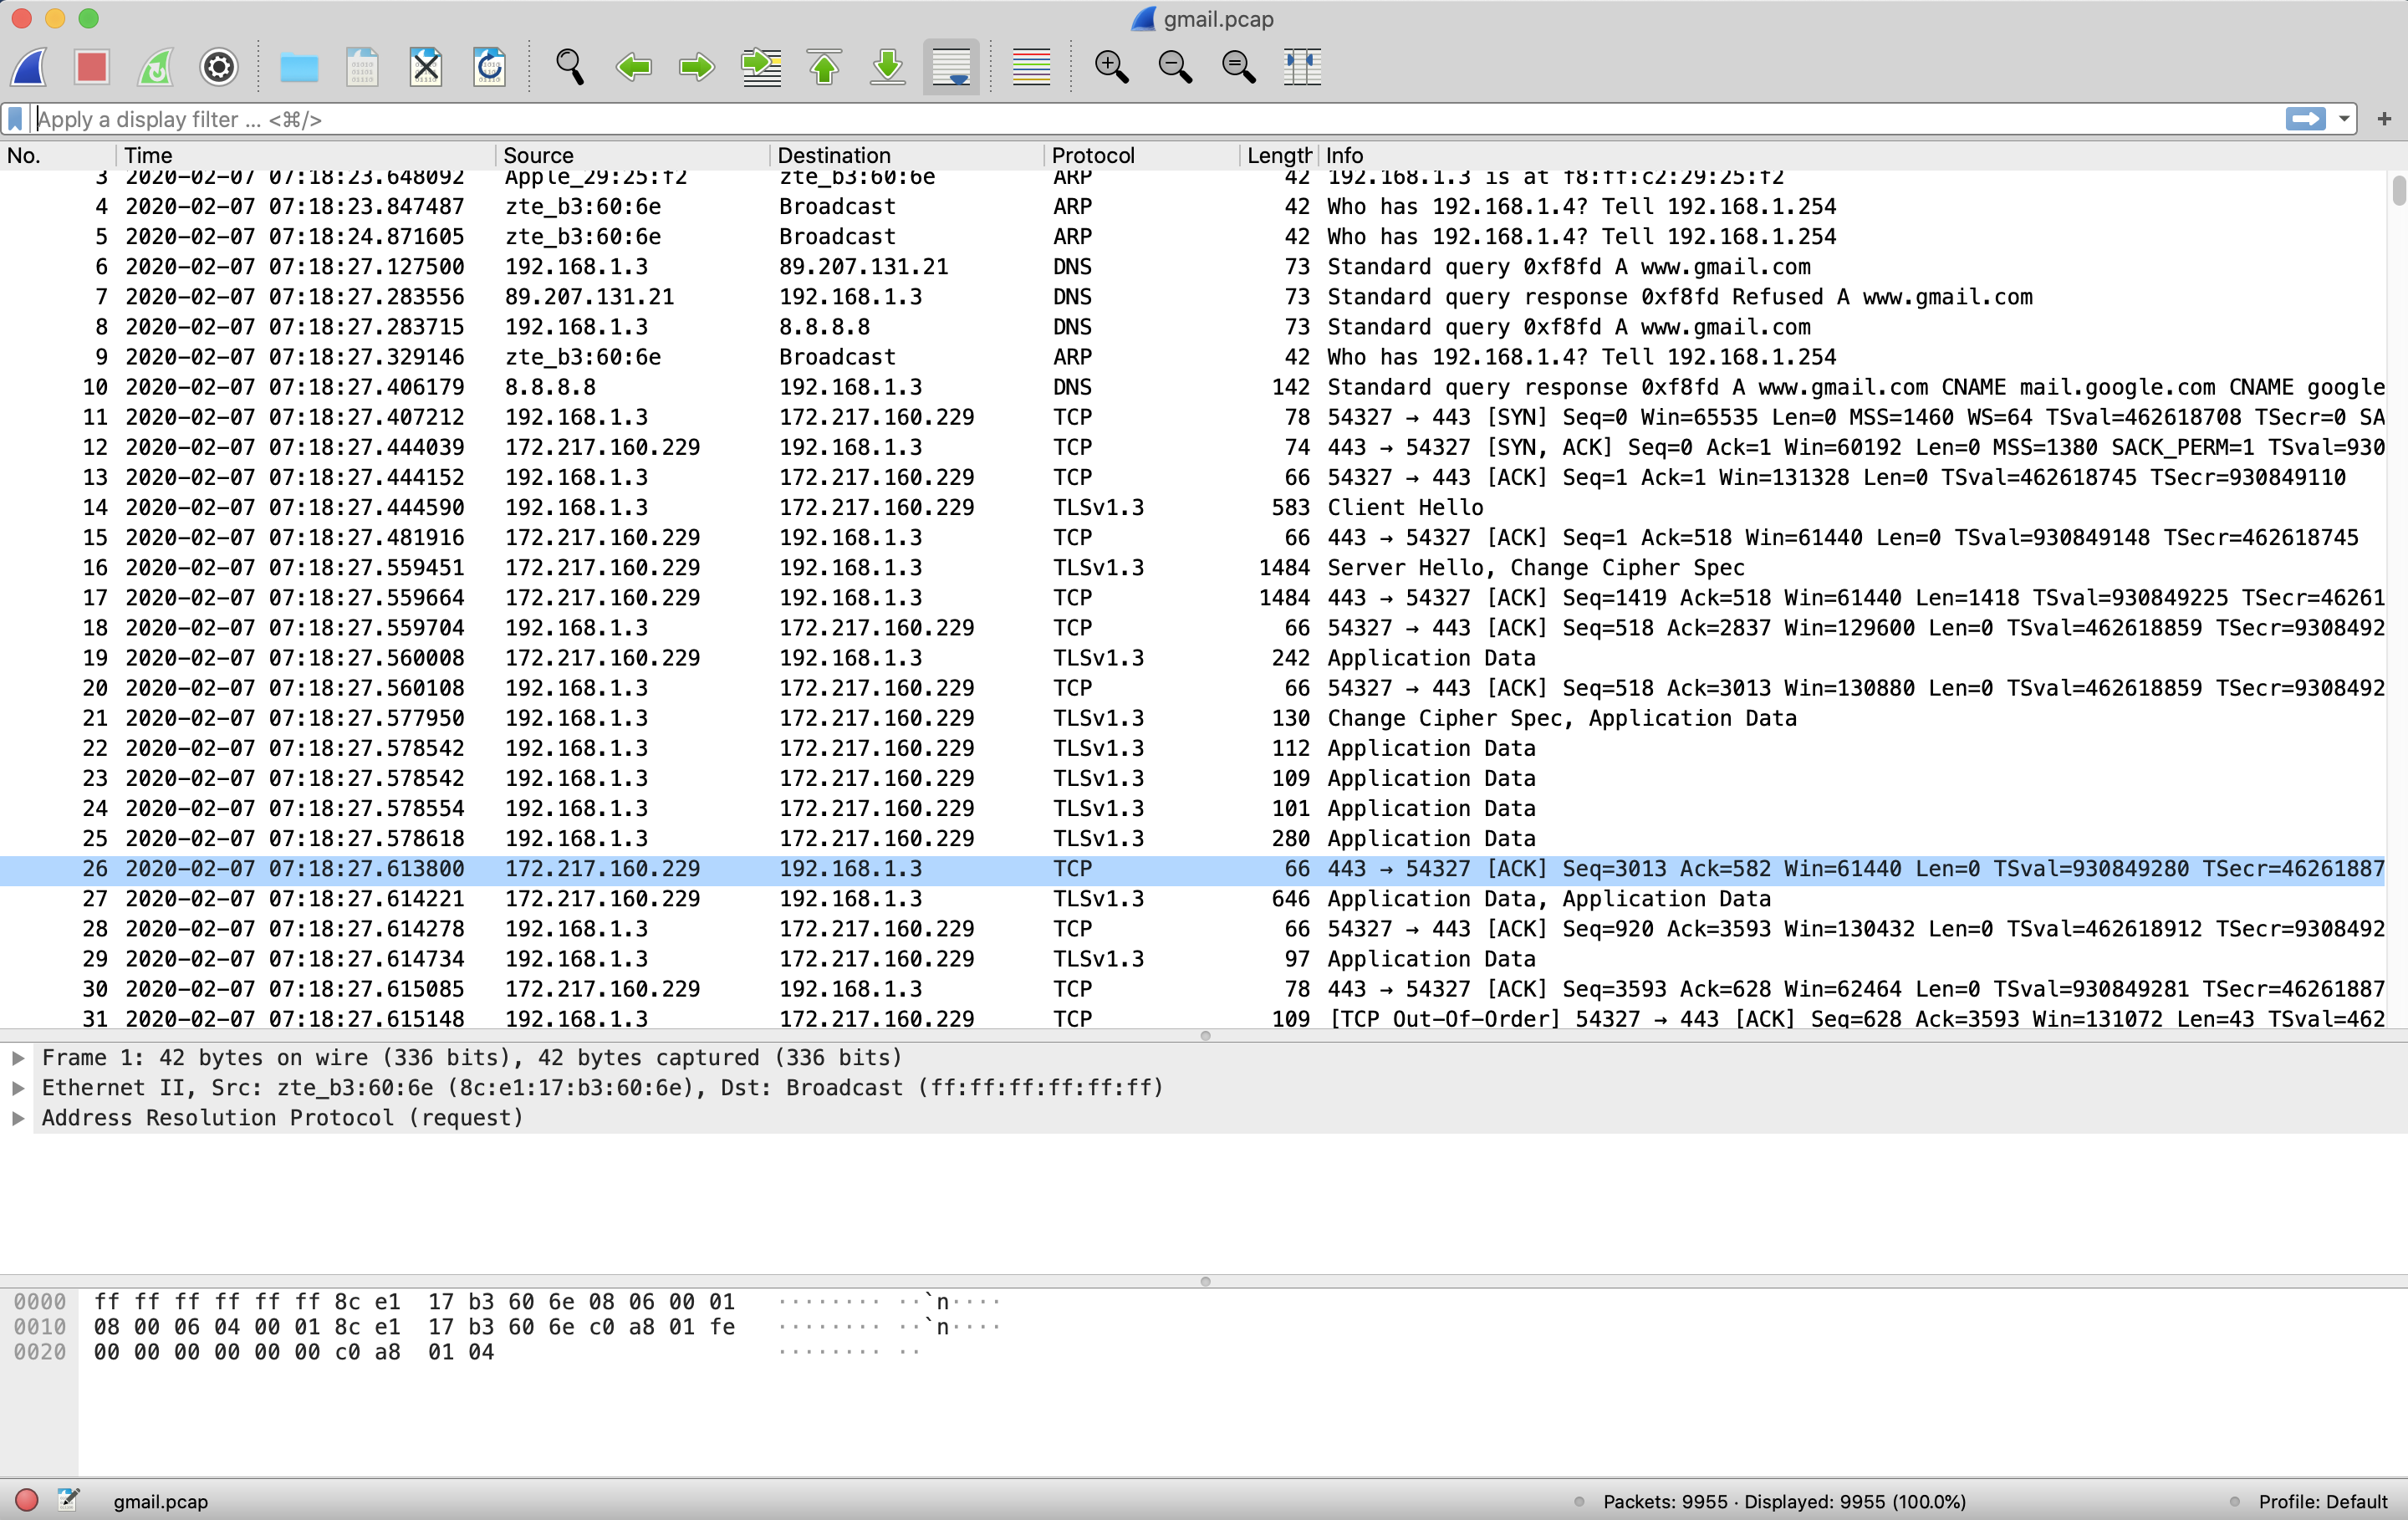 gmail.pcap
Apply a display filter ... <⌘/>
No. Time Source Destination Protocol Length Info
3 2020-02-07 07:18:23.648092 Apple_29:25:f2 zte_b3:60:6e ARP 42 192.168.1.3 is at f8:ff:c2:29:25:f2
4 2020-02-07 07:18:23.847487 zte_b3:60:6e Broadcast ARP 42 Who has 192.168.1.4? Tell 192.168.1.254
5 2020-02-07 07:18:24.871605 zte_b3:60:6e Broadcast ARP 42 Who has 192.168.1.4? Tell 192.168.1.254
6 2020-02-07 07:18:27.127500 192.168.1.3 89.207.131.21 DNS 73 Standard query 0xf8fd A www.gmail.com
7 2020-02-07 07:18:27.283556 89.207.131.21 192.168.1.3 DNS 73 Standard query response 0xf8fd Refused A www.gmail.com
8 2020-02-07 07:18:27.283715 192.168.1.3 8.8.8.8 DNS 73 Standard query 0xf8fd A www.gmail.com
9 2020-02-07 07:18:27.329146 zte_b3:60:6e Broadcast ARP 42 Who has 192.168.1.4? Tell 192.168.1.254
10 2020-02-07 07:18:27.406179 8.8.8.8 192.168.1.3 DNS 142 Standard query response 0xf8fd A www.gmail.com CNAME mail.google.com CNAME google
11 2020-02-07 07:18:27.407212 192.168.1.3 172.217.160.229 TCP 78 54327 → 443 [SYN] Seq=0 Win=65535 Len=0 MSS=1460 WS=64 TSval=462618708 TSecr=0 SA
12 2020-02-07 07:18:27.444039 172.217.160.229 192.168.1.3 TCP 74 443 → 54327 [SYN, ACK] Seq=0 Ack=1 Win=60192 Len=0 MSS=1380 SACK_PERM=1 TSval=930
13 2020-02-07 07:18:27.444152 192.168.1.3 172.217.160.229 TCP 66 54327 → 443 [ACK] Seq=1 Ack=1 Win=131328 Len=0 TSval=462618745 TSecr=930849110
14 2020-02-07 07:18:27.444590 192.168.1.3 172.217.160.229 TLSv1.3 583 Client Hello
15 2020-02-07 07:18:27.481916 172.217.160.229 192.168.1.3 TCP 66 443 → 54327 [ACK] Seq=1 Ack=518 Win=61440 Len=0 TSval=930849148 TSecr=462618745
16 2020-02-07 07:18:27.559451 172.217.160.229 192.168.1.3 TLSv1.3 1484 Server Hello, Change Cipher Spec
17 2020-02-07 07:18:27.559664 172.217.160.229 192.168.1.3 TCP 1484 443 → 54327 [ACK] Seq=1419 Ack=518 Win=61440 Len=1418 TSval=930849225 TSecr=46261
18 2020-02-07 07:18:27.559704 192.168.1.3 172.217.160.229 TCP 66 54327 → 443 [ACK] Seq=518 Ack=2837 Win=129600 Len=0 TSval=462618859 TSecr=9308492
19 2020-02-07 07:18:27.560008 172.217.160.229 192.168.1.3 TLSv1.3 242 Application Data
20 2020-02-07 07:18:27.560108 192.168.1.3 172.217.160.229 TCP 66 54327 → 443 [ACK] Seq=518 Ack=3013 Win=130880 Len=0 TSval=462618859 TSecr=9308492
21 2020-02-07 07:18:27.577950 192.168.1.3 172.217.160.229 TLSv1.3 130 Change Cipher Spec, Application Data
22 2020-02-07 07:18:27.578542 192.168.1.3 172.217.160.229 TLSv1.3 112 Application Data
23 2020-02-07 07:18:27.578542 192.168.1.3 172.217.160.229 TLSv1.3 109 Application Data
24 2020-02-07 07:18:27.578554 192.168.1.3 172.217.160.229 TLSv1.3 101 Application Data
25 2020-02-07 07:18:27.578618 192.168.1.3 172.217.160.229 TLSv1.3 280 Application Data
26 2020-02-07 07:18:27.613800 172.217.160.229 192.168.1.3 TCP 66 443 → 54327 [ACK] Seq=3013 Ack=582 Win=61440 Len=0 TSval=930849280 TSecr=46261887
27 2020-02-07 07:18:27.614221 172.217.160.229 192.168.1.3 TLSv1.3 646 Application Data, Application Data
28 2020-02-07 07:18:27.614278 192.168.1.3 172.217.160.229 TCP 66 54327 → 443 [ACK] Seq=920 Ack=3593 Win=130432 Len=0 TSval=462618912 TSecr=9308492
29 2020-02-07 07:18:27.614734 192.168.1.3 172.217.160.229 TLSv1.3 97 Application Data
30 2020-02-07 07:18:27.615085 172.217.160.229 192.168.1.3 TCP 78 443 → 54327 [ACK] Seq=3593 Ack=628 Win=62464 Len=0 TSval=930849281 TSecr=46261887
31 2020-02-07 07:18:27.615148 192.168.1.3 172.217.160.229 TCP 109 [TCP Out-Of-Order] 54327 → 443 [ACK] Seq=628 Ack=3593 Win=131072 Len=43 TSval=462
Frame 1: 42 bytes on wire (336 bits), 42 bytes captured (336 bits)
Ethernet II, Src: zte_b3:60:6e (8c:e1:17:b3:60:6e), Dst: Broadcast (ff:ff:ff:ff:ff:ff)
Address Resolution Protocol (request)
0000 ff ff ff ff ff ff 8c e1 17 b3 60 6e 08 06 00 01 ········ ··`n····
0010 08 00 06 04 00 01 8c e1 17 b3 60 6e c0 a8 01 fe ········ ··`n····
0020 00 00 00 00 00 00 c0 a8 01 04 ········ ··
gmail.pcap Packets: 9955 · Displayed: 9955 (100.0%) Profile: Default